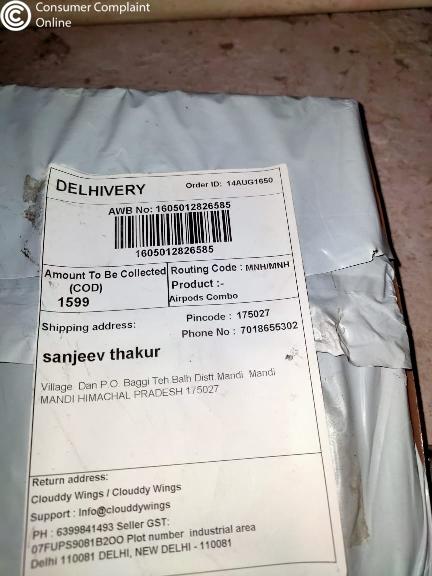 Consumer Complaint
Online
DELHIVERY
Order ID: 14AUG1650
AWB No: 1605012826585
1605012826585
Amount To Be Collected
(COD)
1599
Routing Code : MNH/MNH
Product :-
Airpods Combo
Shipping address:
Pincode : 175027
Phone No : 7018655302
sanjeev thakur
Village Dan P.O. Baggi Teh.Balh Distt.Mandi Mandi
MANDI HIMACHAL PRADESH 175027
Return address:
Clouddy Wings / Clouddy Wings
Support : Info@clouddywings
PH : 6399841493 Seller GST:
07FUPS9081B2OO Plot number industrial area
Delhi 110081 DELHI, NEW DELHI - 110081